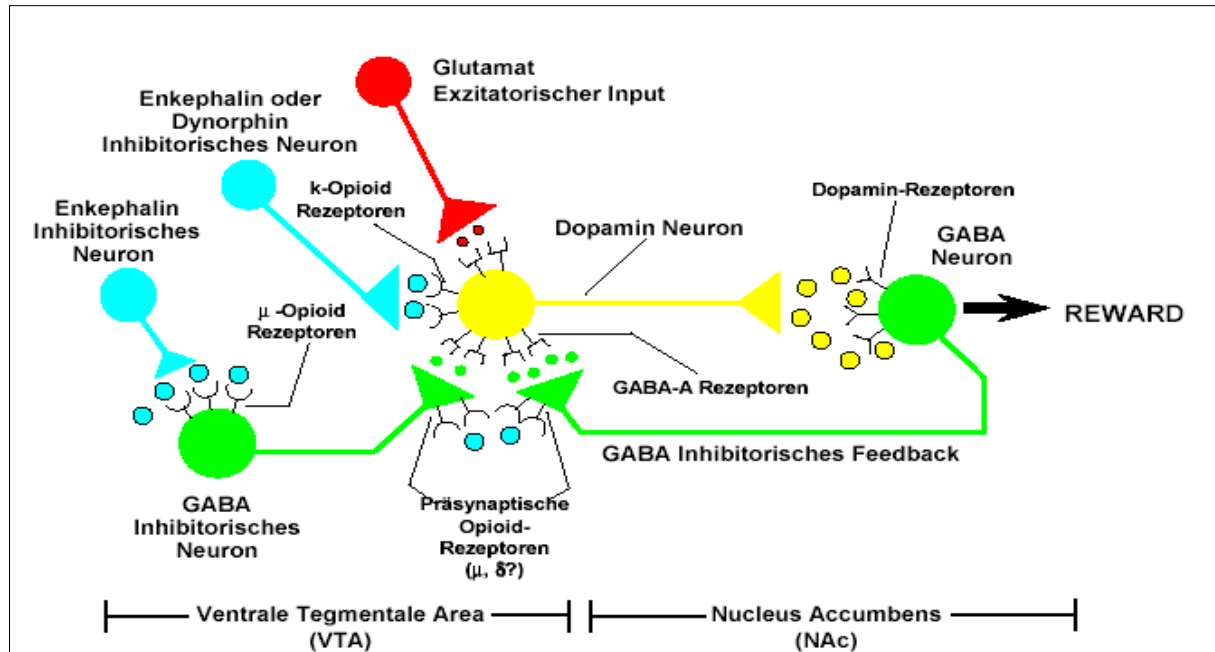 Glutamat
Exzitatorischer Input
Enkephalin oder
Dynorphin
Inhibitorisches Neuron
k-Opioid
Rezeptoren
Dopamin-Rezeptoren
Enkephalin
Inhibitorisches
Neuron
Dopamin Neuron
GABA
Neuron
μ -Opioid
Rezeptoren
REWARD
GABA-A Rezeptoren
GABA Inhibitorisches Feedback
GABA
Inhibitorisches
Neuron
Präsynaptische
Opioid-
Rezeptoren
(μ, δ?)
Ventrale Tegmentale Area
(VTA)
Nucleus Accumbens
(NAc)